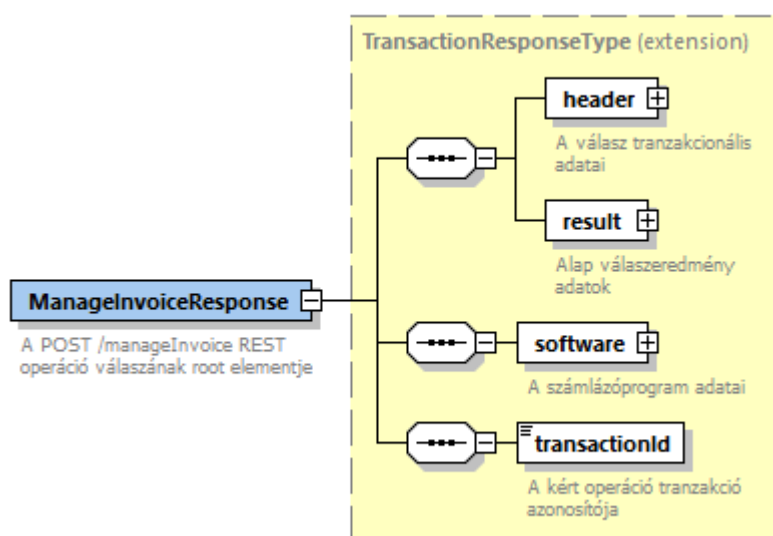 TransactionResponseType (extension)
header
A válasz tranzakcionális
adatai
result
Alap válaszeredmény
adatok
ManageInvoiceResponse
A POST /manageInvoice REST
operáció válaszának root elementje
software
A számlázóprogram adatai
transactionId
A kért operáció tranzakció
azonosítója